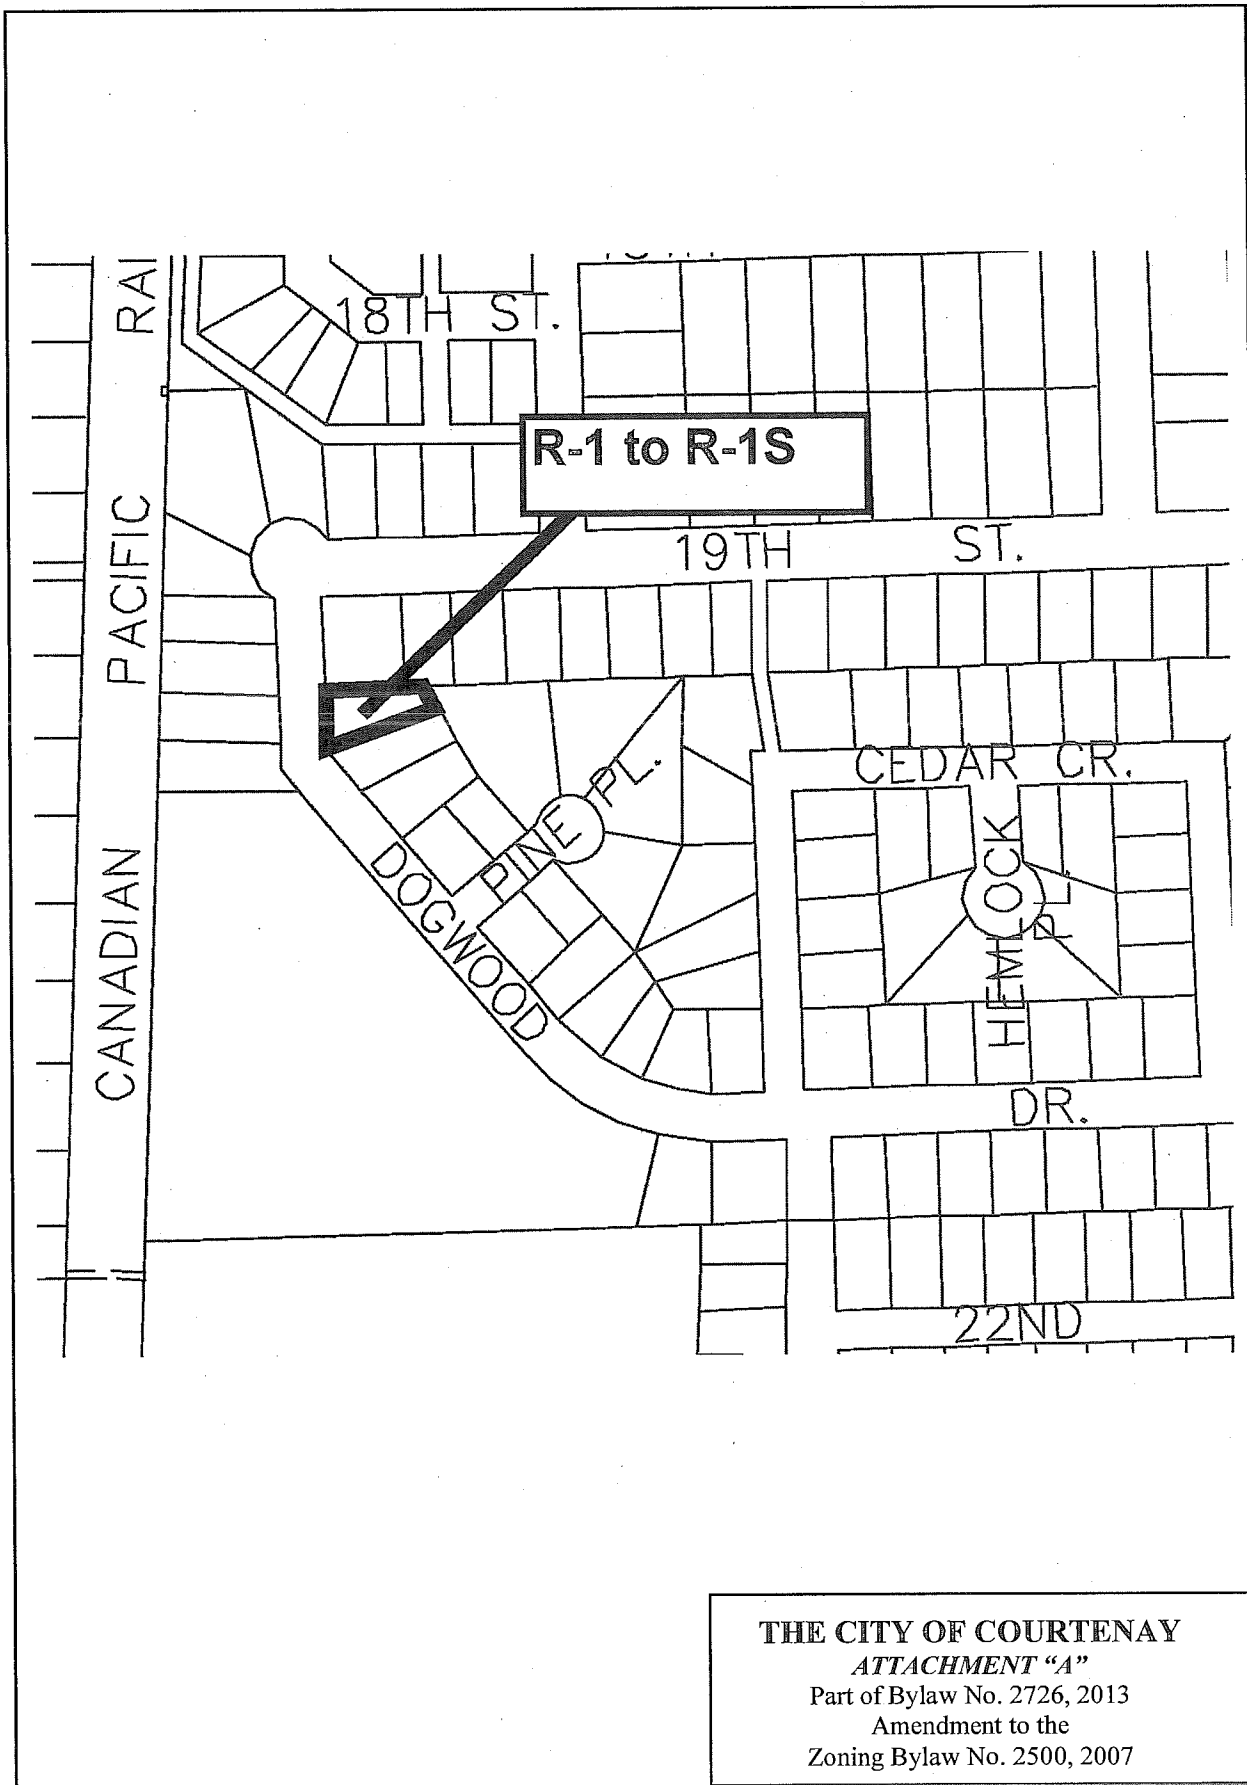 CANADIAN PACIFIC RAI
18TH ST.
R-1 to R-1S
19TH ST.
CEDAR CR.
PINE PL.
HEMLOCK
PL.
DOGWOOD DR.
22ND
THE CITY OF COURTENAY
ATTACHMENT “A”
Part of Bylaw No. 2726, 2013
Amendment to the
Zoning Bylaw No. 2500, 2007